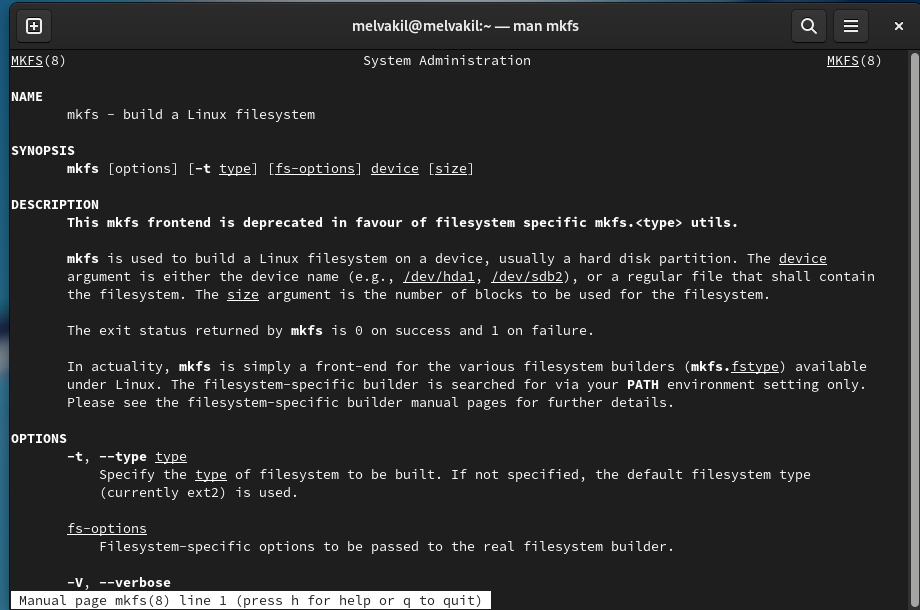 melvakil@melvakil:~ — man mkfs
MKFS(8) System Administration MKFS(8)
NAME
mkfs - build a Linux filesystem
SYNOPSIS
mkfs [options] [-t type] [fs-options] device [size]
DESCRIPTION
This mkfs frontend is deprecated in favour of filesystem specific mkfs.<type> utils.
mkfs is used to build a Linux filesystem on a device, usually a hard disk partition. The device
argument is either the device name (e.g., /dev/hda1, /dev/sdb2), or a regular file that shall contain
the filesystem. The size argument is the number of blocks to be used for the filesystem.
The exit status returned by mkfs is 0 on success and 1 on failure.
In actuality, mkfs is simply a front-end for the various filesystem builders (mkfs.fstype) available
under Linux. The filesystem-specific builder is searched for via your PATH environment setting only.
Please see the filesystem-specific builder manual pages for further details.
OPTIONS
-t, --type type
Specify the type of filesystem to be built. If not specified, the default filesystem type
(currently ext2) is used.
fs-options
Filesystem-specific options to be passed to the real filesystem builder.
-V, --verbose
Manual page mkfs(8) line 1 (press h for help or q to quit)